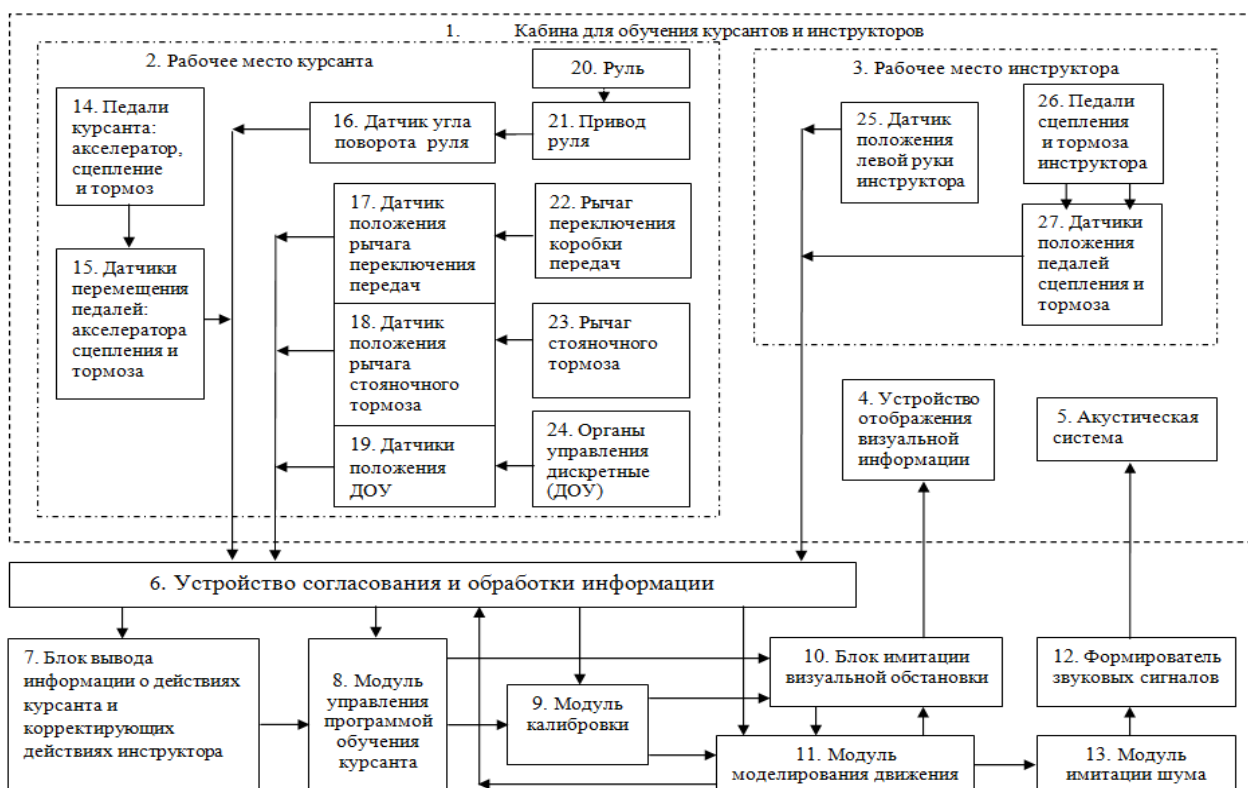 1. Кабина для обучения курсантов и инструкторов
2. Рабочее место курсанта
14. Педали
курсанта:
акселератор,
сцепление
и тормоз
15. Датчики
перемещения
педалей:
акселератора
сцепления и
тормоза
20. Руль
16. Датчик угла
поворота руля
21. Привод
руля
17. Датчик
положения
рычага
переключения
передач
22. Рычаг
переключения
коробки
передач
18. Датчик
положения
рычага
стояночного
тормоза
23. Рычаг
стояночного
тормоза
19. Датчики
положения
ДОУ
24. Органы
управления
дискретные
(ДОУ)
3. Рабочее место инструктора
25. Датчик
положения
левой руки
инструктора
26. Педали
сцепления
и тормоза
инструктора
27. Датчики
положения
педалей
сцепления и
тормоза
4. Устройство
отображения
визуальной
информации
5. Акустическая
система
6. Устройство согласования и обработки информации
7. Блок вывода
информации о действиях
курсанта и
корректирующих
действиях инструктора
8. Модуль
управления
программой
обучения
курсанта
9. Модуль
калибровки
10. Блок имитации
визуальной обстановки
11. Модуль
моделирования движения
12. Формирователь
звуковых сигналов
13. Модуль
имитации шума